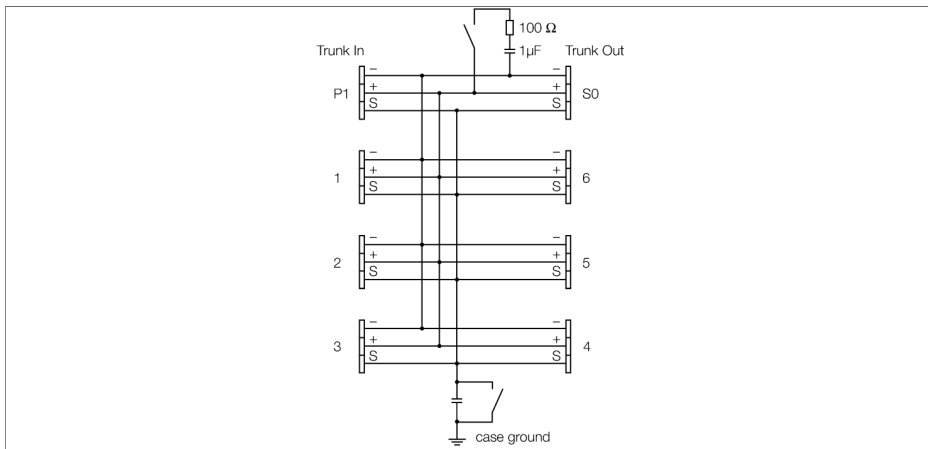 100 Ω
1µF
Trunk In
Trunk Out
− −
P1 + + S0
S S
− −
1 + + 6
S S
− −
2 + + 5
S S
− −
3 + + 4
S S
case ground